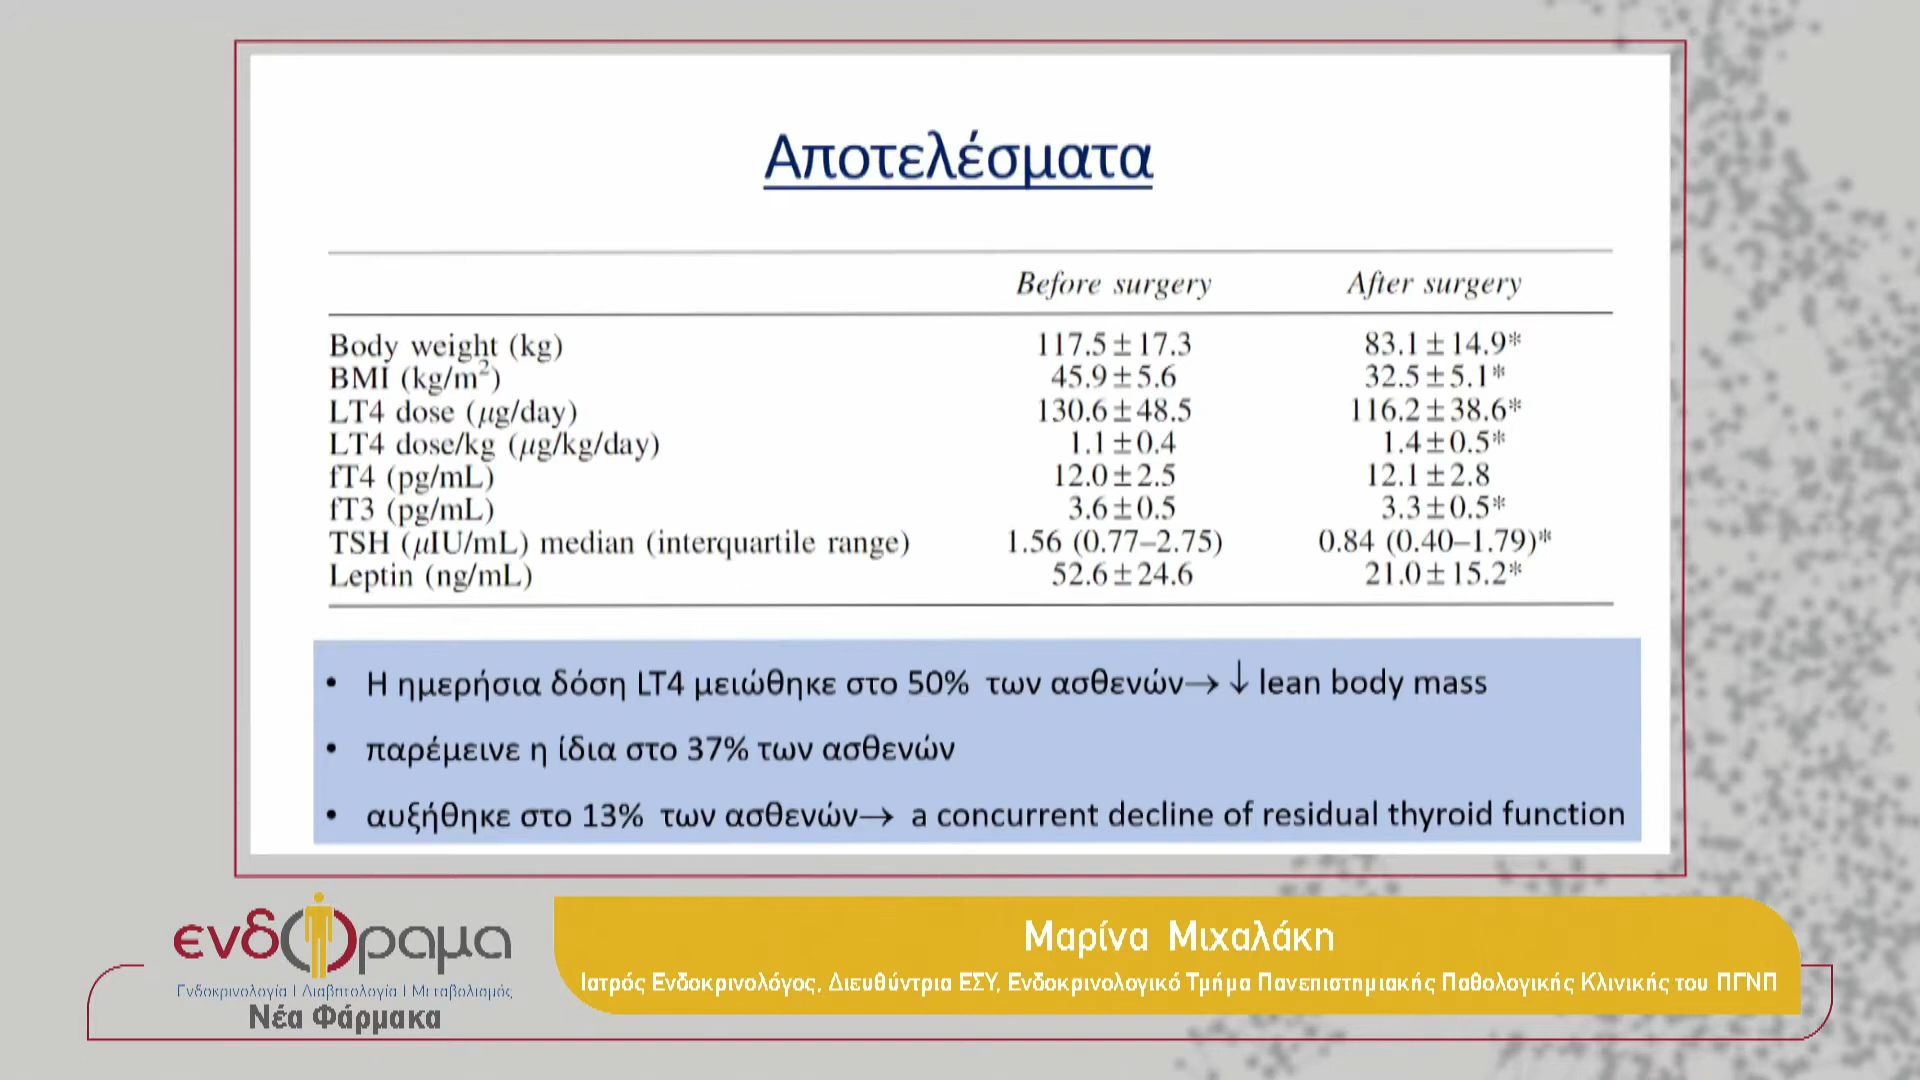 Αποτελέσματα
Before surgery After surgery
Body weight (kg) 117.5±17.3 83.1±14.9*
BMI (kg/m²) 45.9±5.6 32.5±5.1*
LT4 dose (μg/day) 130.6±48.5 116.2±38.6*
LT4 dose/kg (μg/kg/day) 1.1±0.4 1.4±0.5*
fT4 (pg/mL) 12.0±2.5 12.1±2.8
fT3 (pg/mL) 3.6±0.5 3.3±0.5*
TSH (μIU/mL) median (interquartile range) 1.56 (0.77–2.75) 0.84 (0.40–1.79)*
Leptin (ng/mL) 52.6±24.6 21.0±15.2*
• Η ημερήσια δόση LT4 μειώθηκε στο 50% των ασθενών→ ↓ lean body mass
• παρέμεινε η ίδια στο 37% των ασθενών
• αυξήθηκε στο 13% των ασθενών→ a concurrent decline of residual thyroid function
ενδόραμα
Ενδοκρινολογία | Διαβητολογία | Μεταβολισμός
Νέα Φάρμακα
Μαρίνα Μιχαλάκη
Ιατρός Ενδοκρινολόγος, Διευθύντρια ΕΣΥ, Ενδοκρινολογικό Τμήμα Πανεπιστημιακής Παθολογικής Κλινικής του ΠΓΝΠ